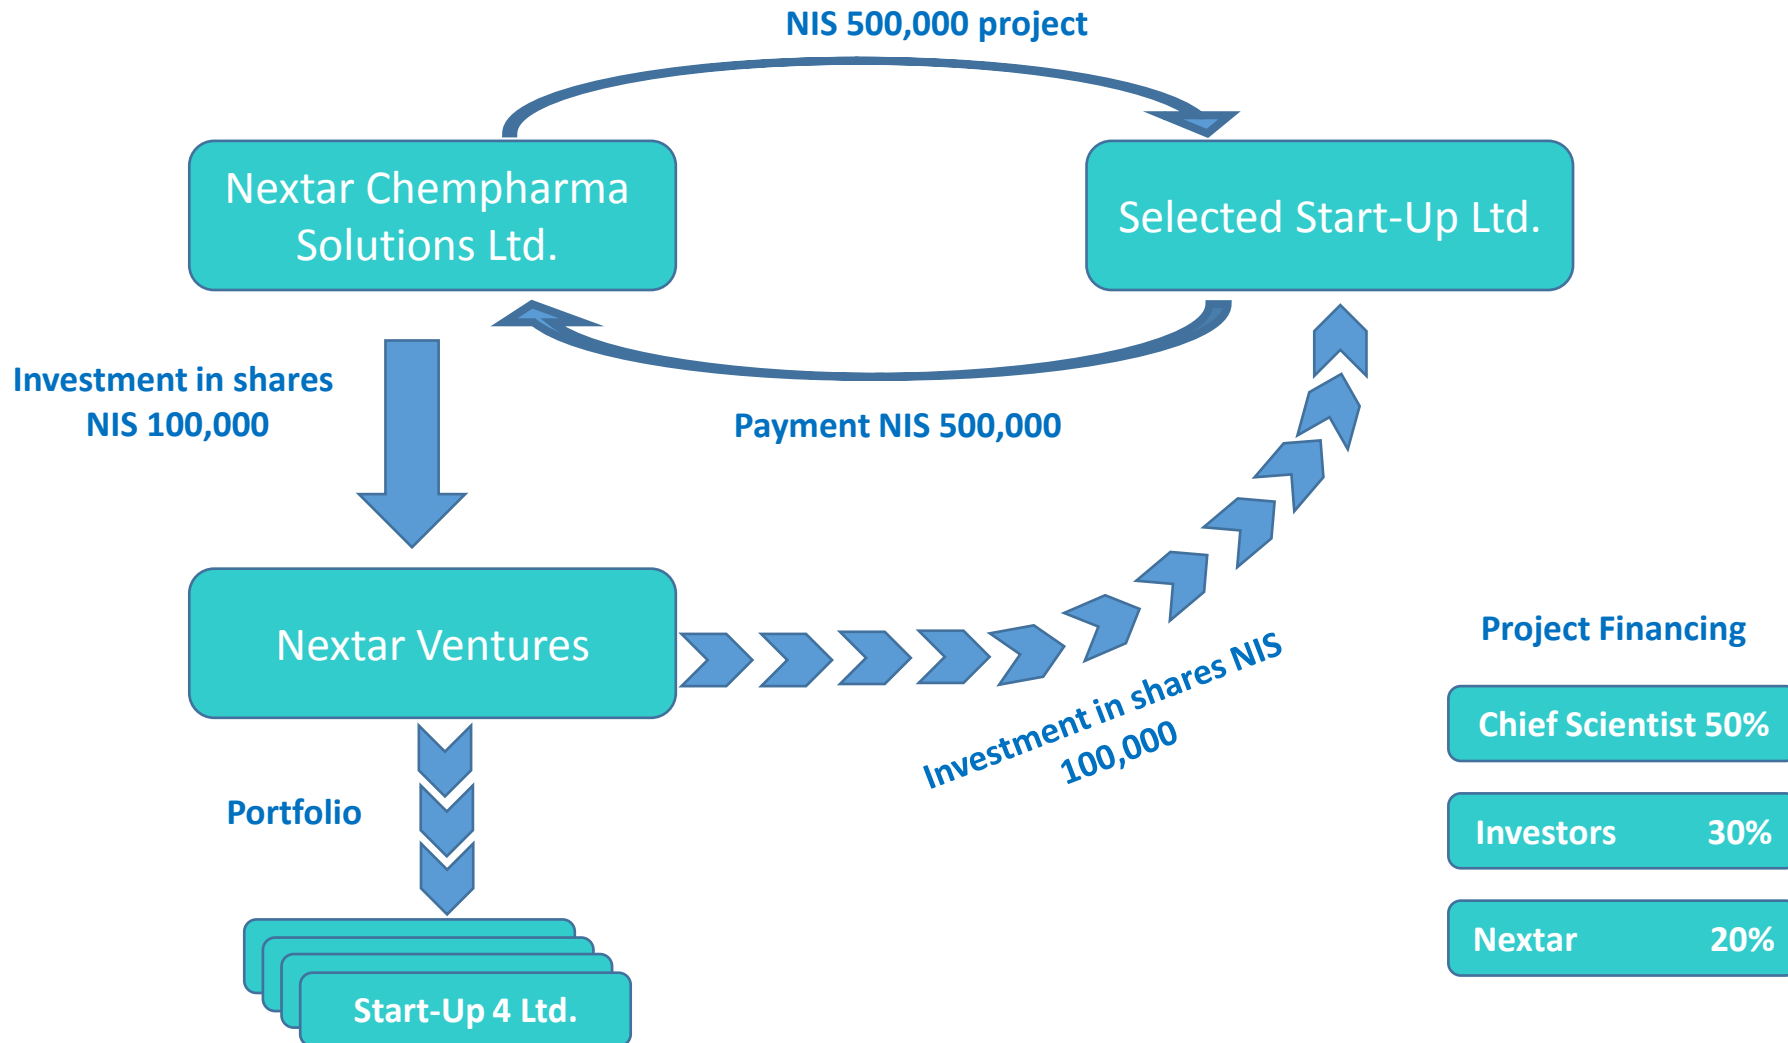 NIS 500,000 project
Nextar Chempharma
Solutions Ltd.
Selected Start-Up Ltd.
Investment in shares
NIS 100,000
Payment NIS 500,000
Nextar Ventures
Investment in shares NIS
100,000
Project Financing
Chief Scientist 50%
Investors 30%
Nextar 20%
Portfolio
Start-Up 4 Ltd.